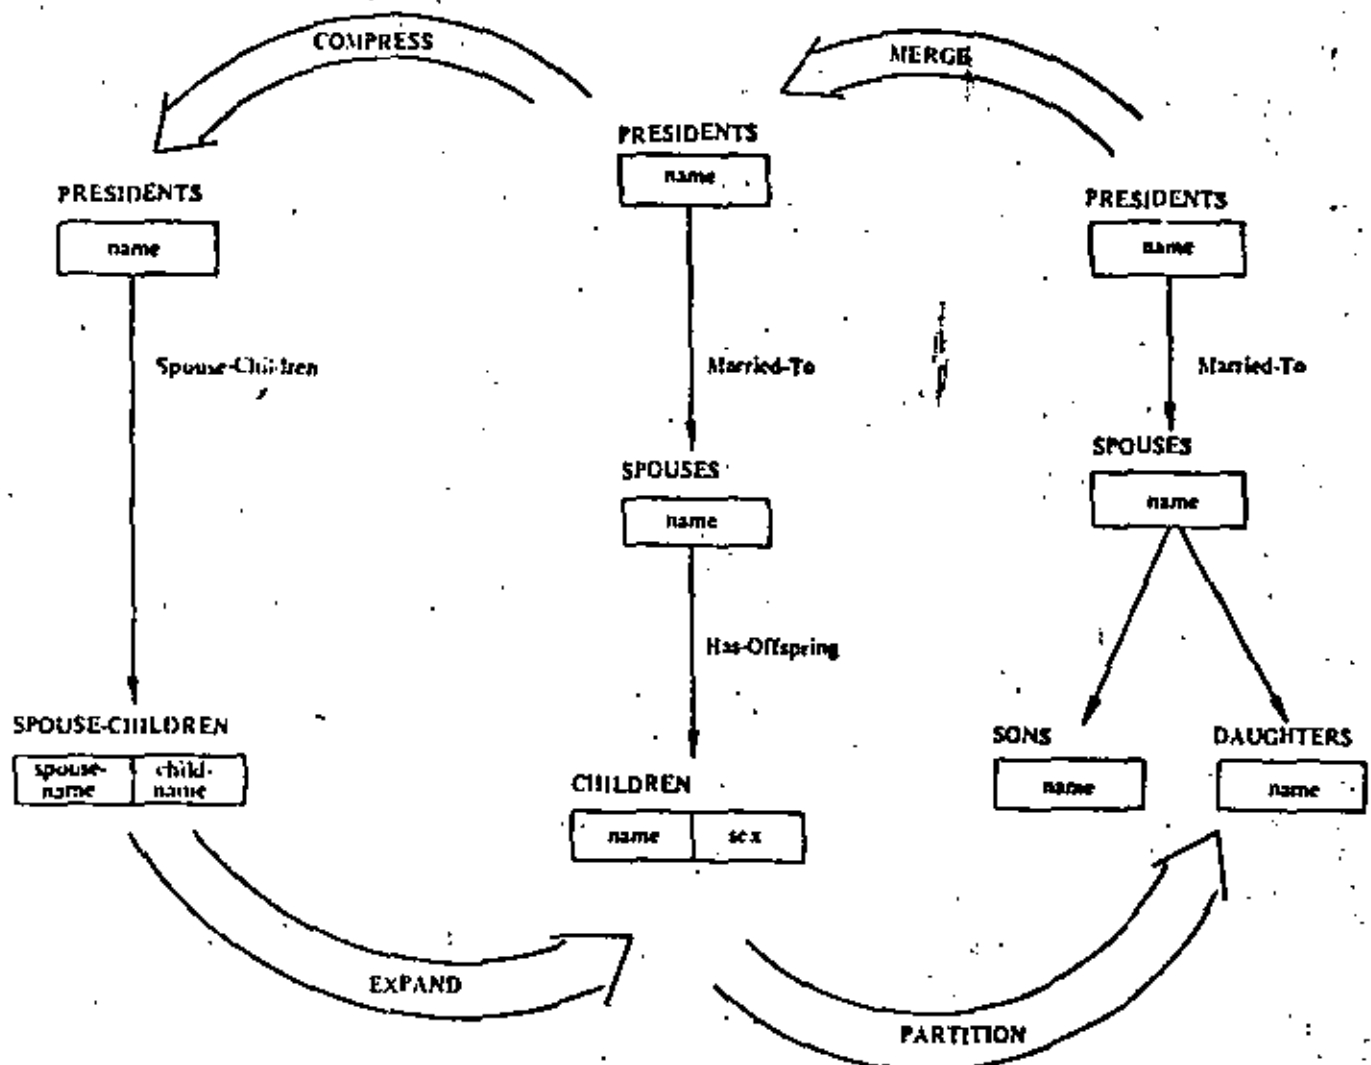 COMPRESS
MERGE
PRESIDENTS
name
PRESIDENTS
name
PRESIDENTS
name
Spouse-Children
Married-To
Married-To
SPOUSES
name
SPOUSES
name
Has-Offspring
SPOUSE-CHILDREN
spouse-
name
child-
name
CHILDREN
name
sex
SONS
name
DAUGHTERS
name
EXPAND
PARTITION